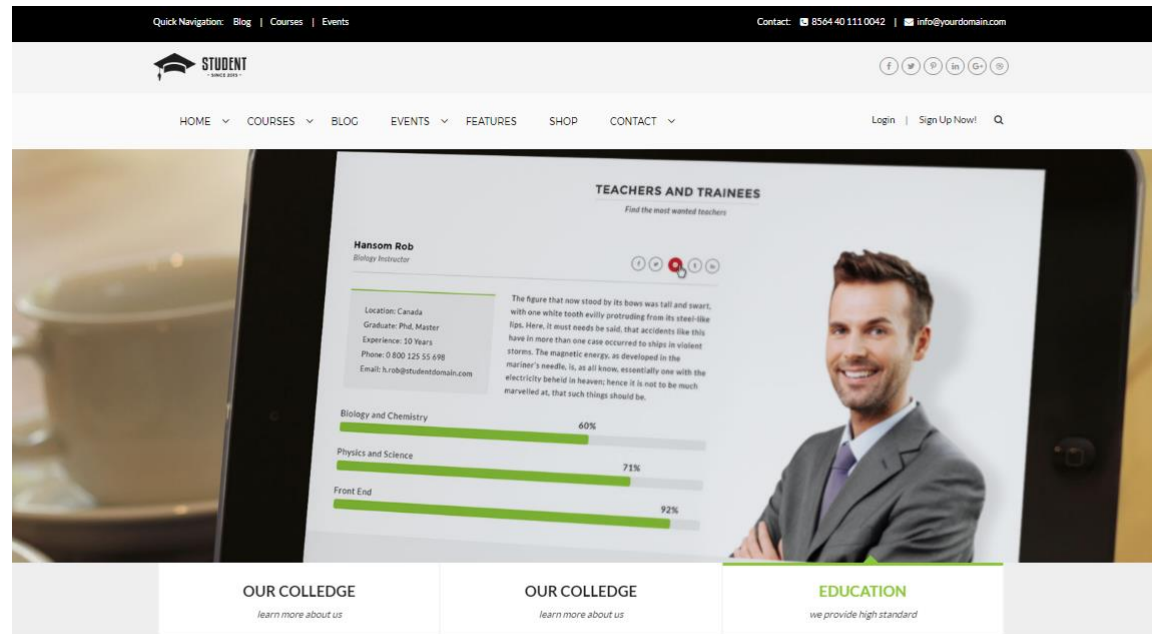 Quick Navigation: Blog | Courses | Events
Contact: 8564 40 111 0042 | info@yourdomain.com
STUDENT
- SINCE 2013 -
HOME COURSES BLOG EVENTS FEATURES SHOP CONTACT
Login | Sign Up Now!
TEACHERS AND TRAINEES
Find the most wanted teachers
Hansom Rob
Biology Instructor
Location: Canada
Graduate: Phd, Master
Experience: 10 Years
Phone: 0 800 125 55 698
Email: h.rob@studentdomain.com
The figure that now stood by its bows was tall and swart,
with one white tooth evilly protruding from its steel-like
lips. Here, it must needs be said, that accidents like this
have in more than one case occurred to ships in violent
storms. The magnetic energy, as developed in the
mariner's needle, is, as all know, essentially one with the
electricity beheld in heaven; hence it is not to be much
marvelled at, that such things should be.
Biology and Chemistry
60%
Physics and Science
71%
Front End
92%
OUR COLLEDGE
learn more about us
OUR COLLEDGE
learn more about us
EDUCATION
we provide high standard